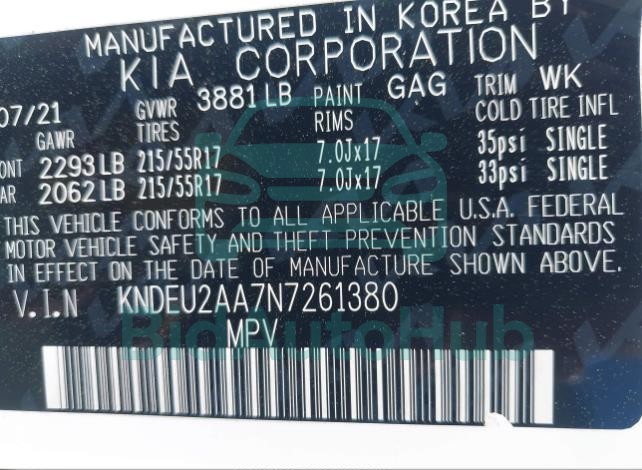 MANUFACTURED IN KOREA BY
KIA CORPORATION
07/21 GVWR 3881 LB PAINT GAG TRIM WK
GAWR TIRES RIMS COLD TIRE INFL
ONT 2293 LB 215/55R17 7.0Jx17 35psi SINGLE
AR 2062 LB 215/55R17 7.0Jx17 33psi SINGLE
THIS VEHICLE CONFORMS TO ALL APPLICABLE U.S.A. FEDERAL
MOTOR VEHICLE SAFETY AND THEFT PREVENTION STANDARDS
IN EFFECT ON THE DATE OF MANUFACTURE SHOWN ABOVE.
V.I.N KNDEU2AA7N7261380
MPV
BidAutoHub